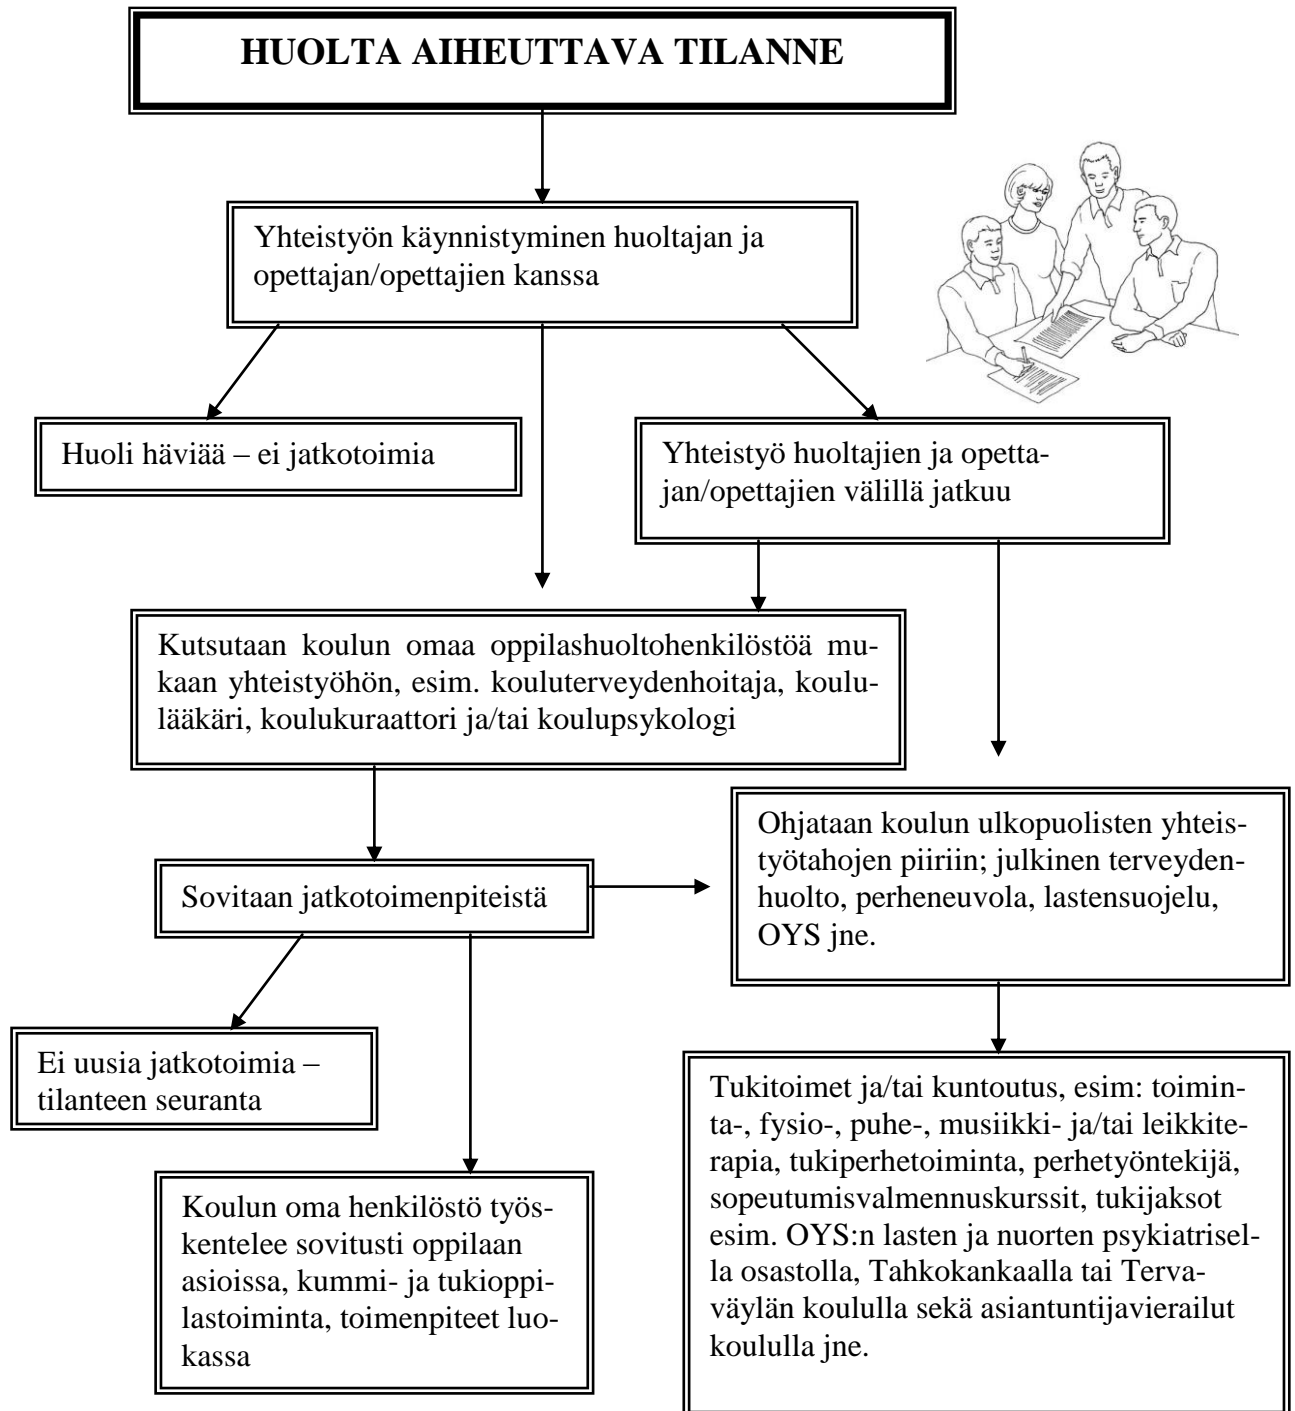 HUOLTA AIHEUTTAVA TILANNE
Yhteistyön käynnistyminen huoltajan ja
opettajan/opettajien kanssa
Huoli häviää – ei jatkotoimia
Yhteistyö huoltajien ja opetta-
jan/opettajien välillä jatkuu
Kutsutaan koulun omaa oppilashuoltohenkilöstöä mu-
kaan yhteistyöhön, esim. kouluterveydenhoitaja, koulu-
lääkäri, koulukuraattori ja/tai koulupsykologi
Ohjataan koulun ulkopuolisten yhteis-
työtahojen piiriin; julkinen terveyden-
huolto, perheneuvola, lastensuojelu,
OYS jne.
Sovitaan jatkotoimenpiteistä
Ei uusia jatkotoimia –
tilanteen seuranta
Tukitoimet ja/tai kuntoutus, esim: toimin-
ta-, fysio-, puhe-, musiikki- ja/tai leikkite-
rapia, tukiperhetoiminta, perhetyöntekijä,
sopeutumisvalmennuskurssit, tukijaksot
esim. OYS:n lasten ja nuorten psykiatrisel-
la osastolla, Tahkokankaalla tai Terva-
väylän koululla sekä asiantuntijavierailut
koululla jne.
Koulun oma henkilöstö työs-
kentelee sovitusti oppilaan
asioissa, kummi- ja tukioppi-
lastoiminta, toimenpiteet luo-
kassa